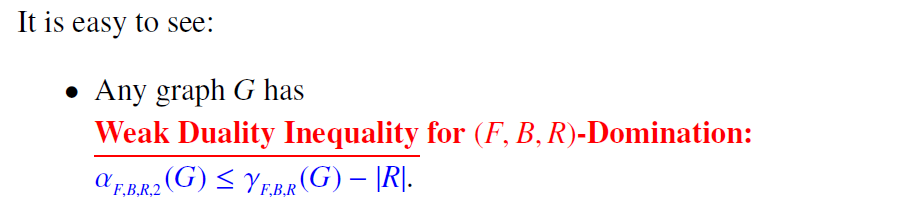 It is easy to see:
• Any graph G has
Weak Duality Inequality for (F, B, R)-Domination:
α_{F,B,R,2}(G) ≤ γ_{F,B,R}(G) − |R|.